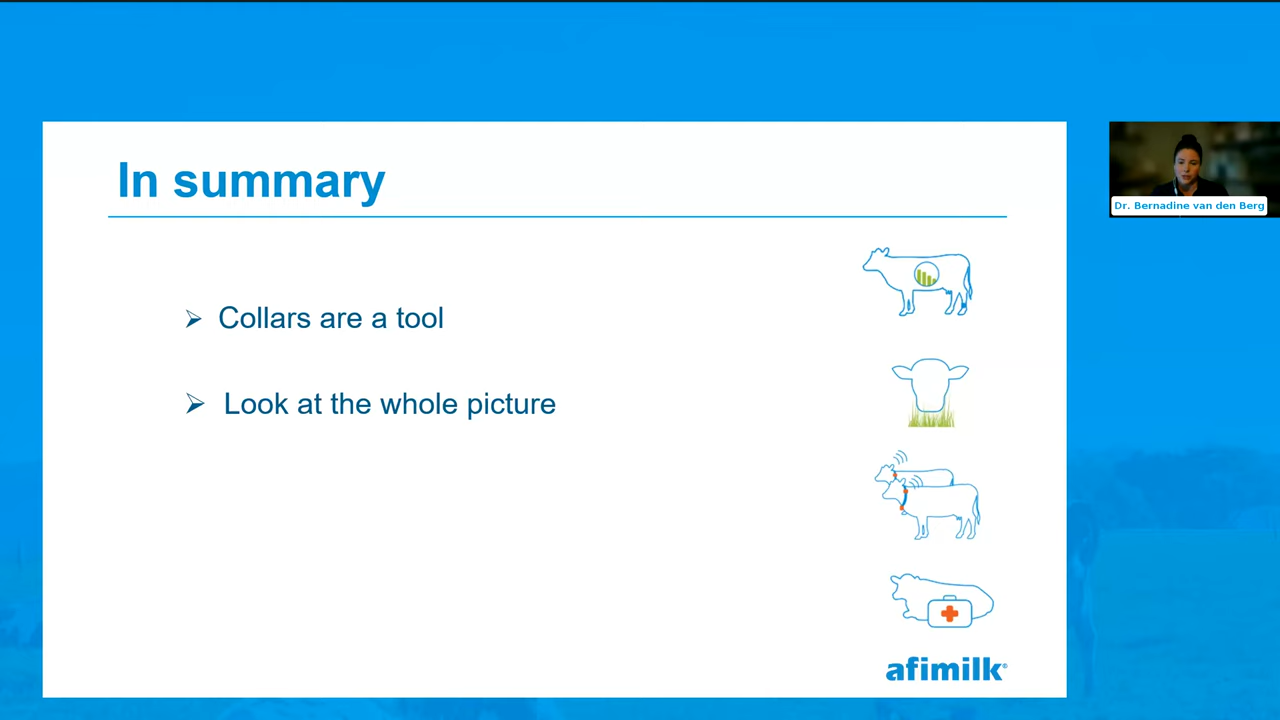 In summary
Dr. Bernadine van den Berg
➢ Collars are a tool
➢ Look at the whole picture
afimilk®